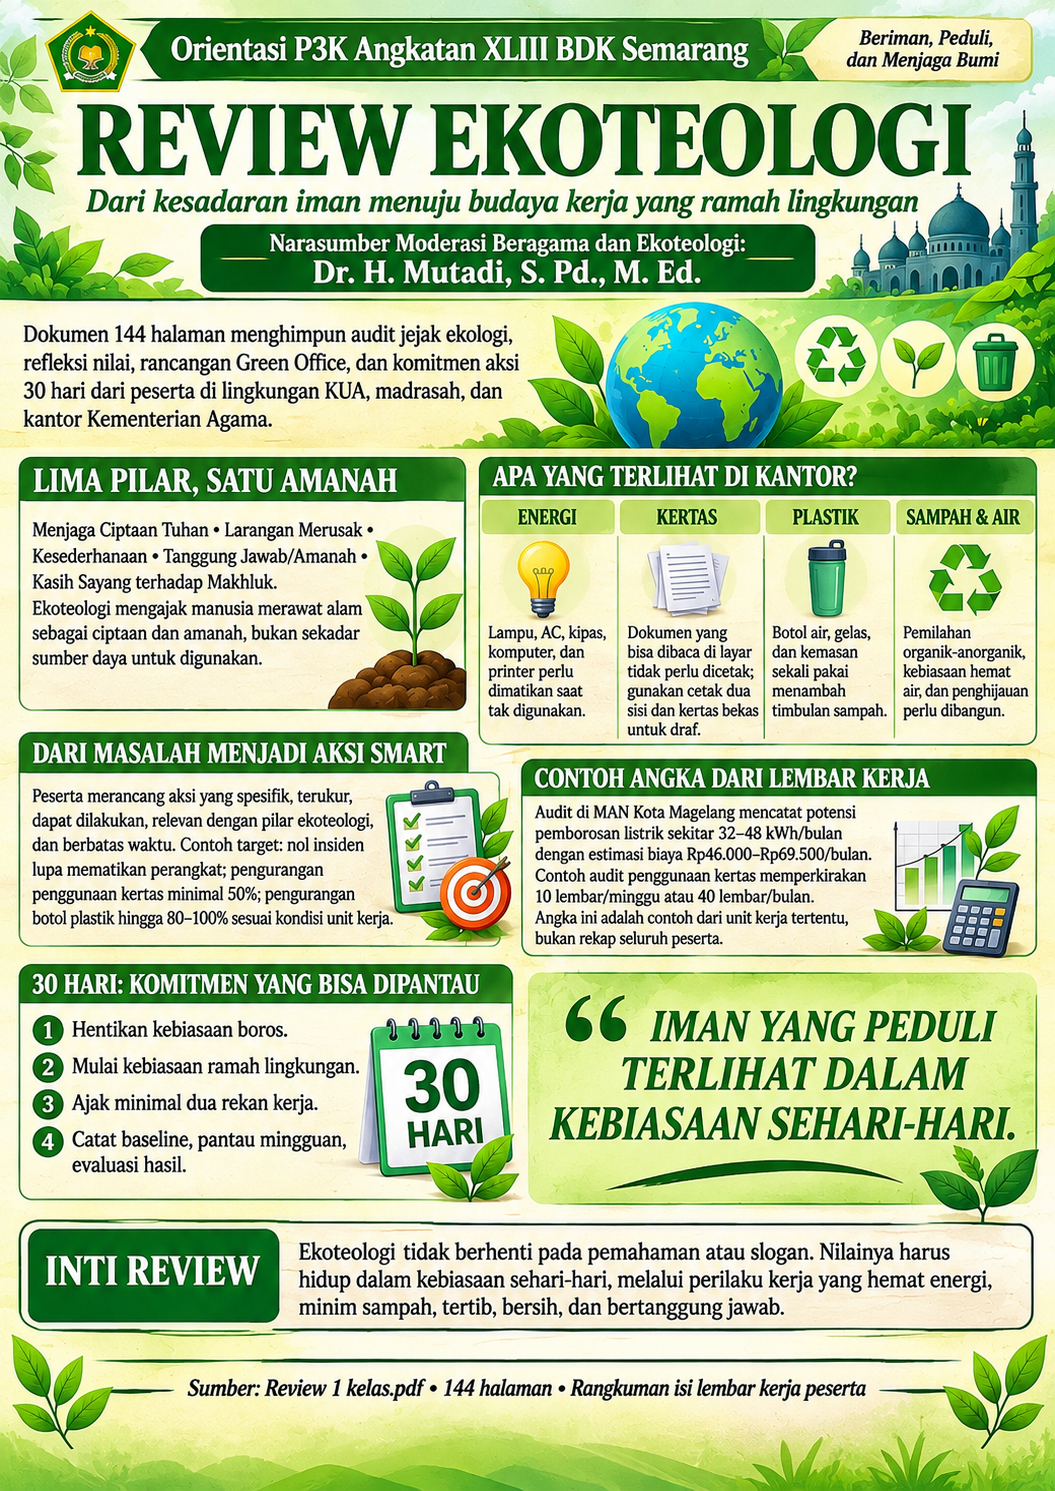 Orientasi P3K Angkatan XLIII BDK Semarang
Beriman, Peduli,
dan Menjaga Bumi
REVIEW EKOTEOLOGI
Dari kesadaran iman menuju budaya kerja yang ramah lingkungan
Narasumber Moderasi Beragama dan Ekoteologi:
Dr. H. Mutadi, S. Pd., M. Ed.
Dokumen 144 halaman menghimpun audit jejak ekologi,
refleksi nilai, rancangan Green Office, dan komitmen aksi
30 hari dari peserta di lingkungan KUA, madrasah, dan
kantor Kementerian Agama.
LIMA PILAR, SATU AMANAH
Menjaga Ciptaan Tuhan • Larangan Merusak •
Kesederhanaan • Tanggung Jawab/Amanah •
Kasih Sayang terhadap Makhluk.
Ekoteologi mengajak manusia merawat alam
sebagai ciptaan dan amanah, bukan sekadar
sumber daya untuk digunakan.
APA YANG TERLIHAT DI KANTOR?
ENERGI
Lampu, AC, kipas,
komputer, dan
printer perlu
dimatikan saat
tak digunakan.
KERTAS
Dokumen yang
bisa dibaca di layar
tidak perlu dicetak;
gunakan cetak dua
sisi dan kertas bekas
untuk draf.
PLASTIK
Botol air, gelas,
dan kemasan
sekali pakai
menambah
timbulan sampah.
SAMPAH & AIR
Pemilahan
organik-anorganik,
kebiasaan hemat
air, dan penghijauan
perlu dibangun.
DARI MASALAH MENJADI AKSI SMART
Peserta merancang aksi yang spesifik, terukur,
dapat dilakukan, relevan dengan pilar ekoteologi,
dan berbatas waktu. Contoh target: nol insiden
lupa mematikan perangkat; pengurangan
penggunaan kertas minimal 50%; pengurangan
botol plastik hingga 80–100% sesuai kondisi unit kerja.
CONTOH ANGKA DARI LEMBAR KERJA
Audit di MAN Kota Magelang mencatat potensi
pemborosan listrik sekitar 32–48 kWh/bulan
dengan estimasi biaya Rp46.000–Rp69.500/bulan.
Contoh audit penggunaan kertas memperkirakan
10 lembar/minggu atau 40 lembar/bulan.
Angka ini adalah contoh dari unit kerja tertentu,
bukan rekap seluruh peserta.
30 HARI: KOMITMEN YANG BISA DIPANTAU
1 Hentikan kebiasaan boros.
2 Mulai kebiasaan ramah lingkungan.
3 Ajak minimal dua rekan kerja.
4 Catat baseline, pantau mingguan,
evaluasi hasil.
30
HARI
“ IMAN YANG PEDULI
TERLIHAT DALAM
KEBIASAAN SEHARI-HARI.
INTI REVIEW
Ekoteologi tidak berhenti pada pemahaman atau slogan. Nilainya harus
hidup dalam kebiasaan sehari-hari, melalui perilaku kerja yang hemat energi,
minim sampah, tertib, bersih, dan bertanggung jawab.
Sumber: Review 1 kelas.pdf • 144 halaman • Rangkuman isi lembar kerja peserta